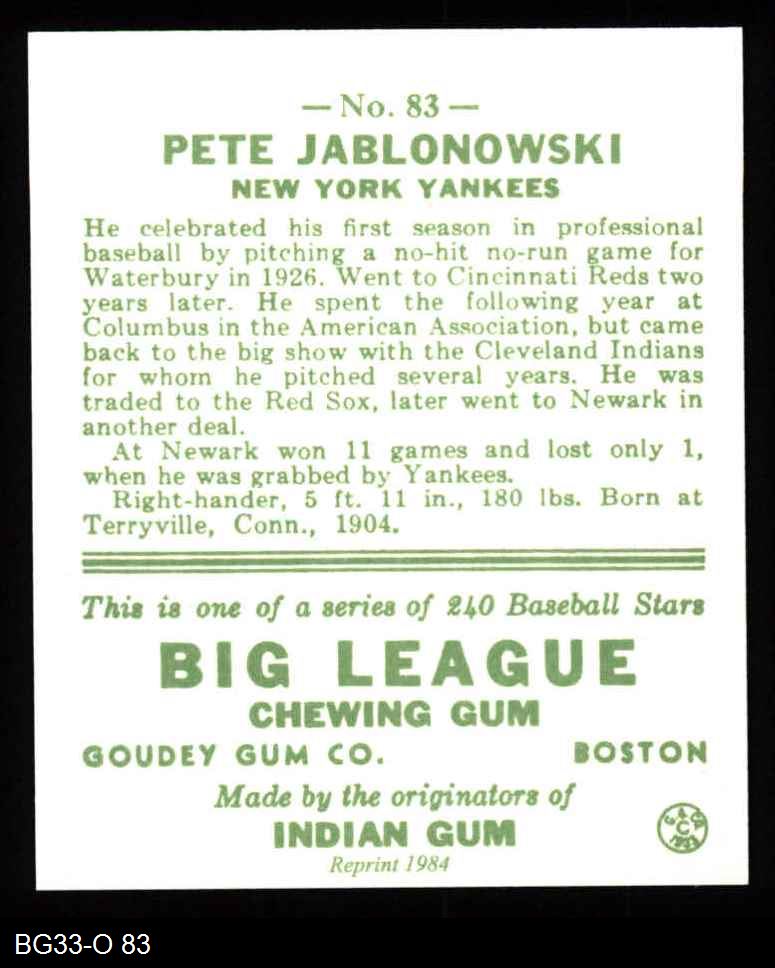 — No. 83 —
PETE JABLONOWSKI
NEW YORK YANKEES
He celebrated his first season in professional
baseball by pitching a no-hit no-run game for
Waterbury in 1926. Went to Cincinnati Reds two
years later. He spent the following year at
Columbus in the American Association, but came
back to the big show with the Cleveland Indians
for whom he pitched several years. He was
traded to the Red Sox, later went to Newark in
another deal.
At Newark won 11 games and lost only 1,
when he was grabbed by Yankees.
Right-hander, 5 ft. 11 in., 180 lbs. Born at
Terryville, Conn., 1904.
This is one of a series of 240 Baseball Stars
BIG LEAGUE
CHEWING GUM
GOUDEY GUM CO. BOSTON
Made by the originators of
INDIAN GUM
Reprint 1984
BG33-O 83